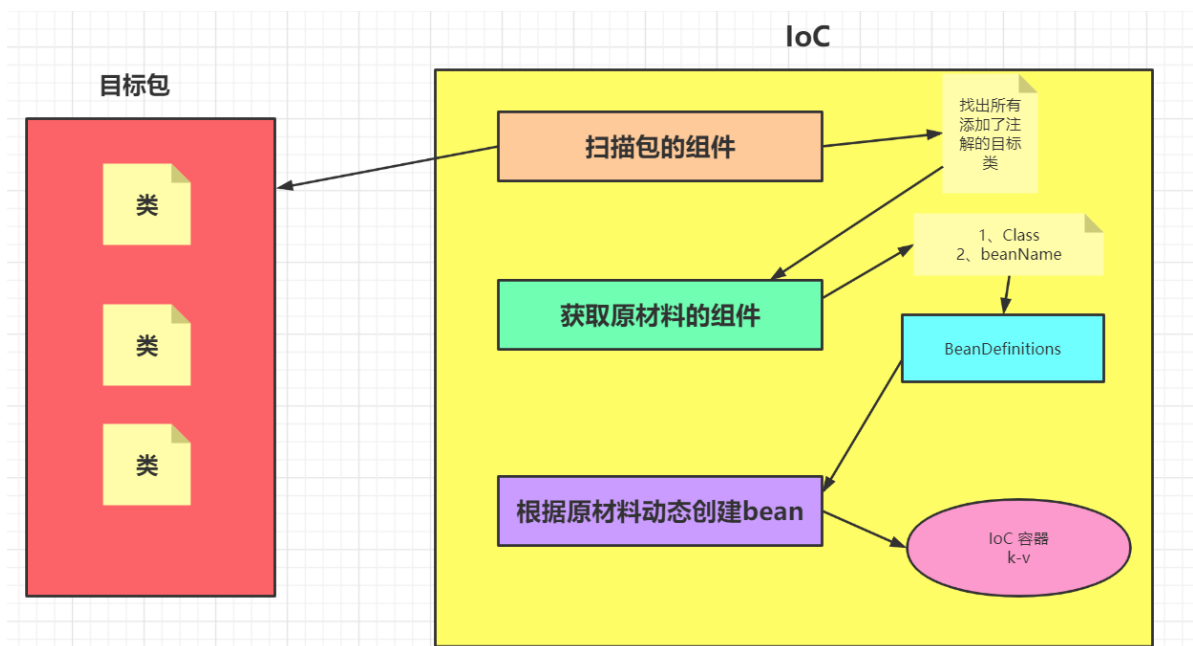 IoC
目标包
类
类
类
扫描包的组件
找出所有
添加了注
解的目标
类
获取原材料的组件
1、Class
2、beanName
BeanDefinitions
根据原材料动态创建bean
IoC 容器
k-v